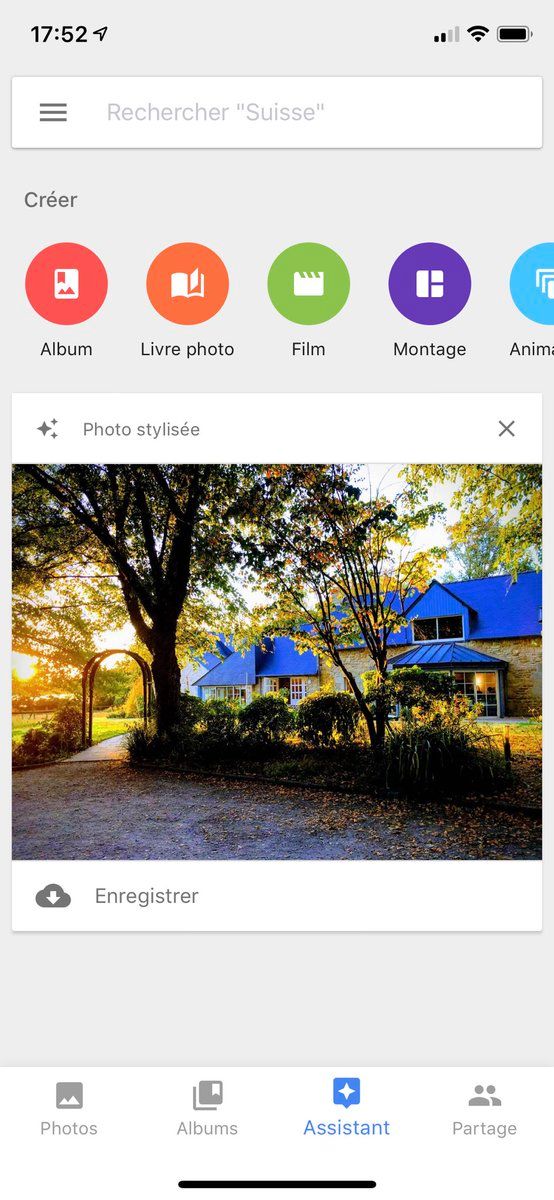 17:52
Rechercher "Suisse"
Créer
Album
Livre photo
Film
Montage
Anima
Photo stylisée
Enregistrer
Photos
Albums
Assistant
Partage